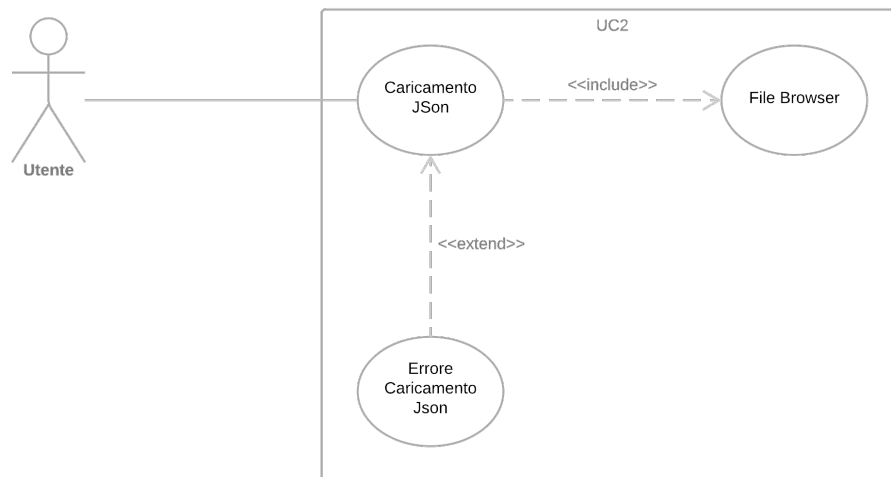 UC2
Caricamento
JSon
<<include>>
File Browser
Utente
<<extend>>
Errore
Caricamento
Json